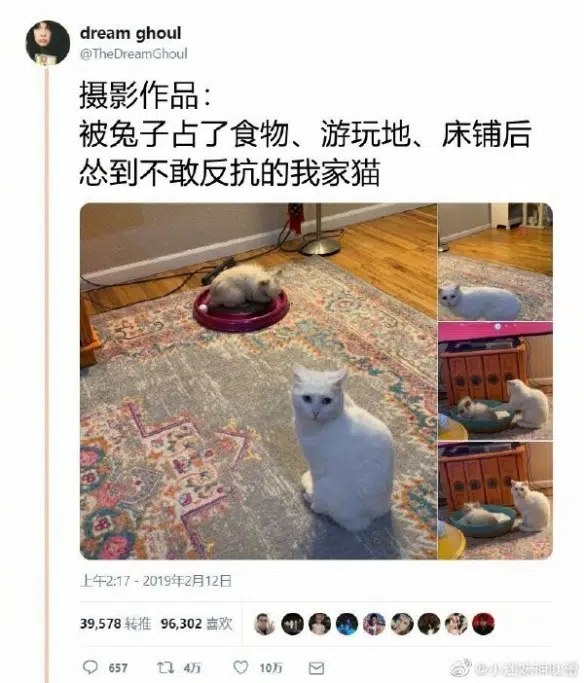 dream ghoul
@TheDreamGhoul
摄影作品：
被兔子占了食物、游玩地、床铺后
怂到不敢反抗的我家猫
上午2:17 - 2019年2月12日
39,578 转推 96,302 喜欢
657 4万 10万